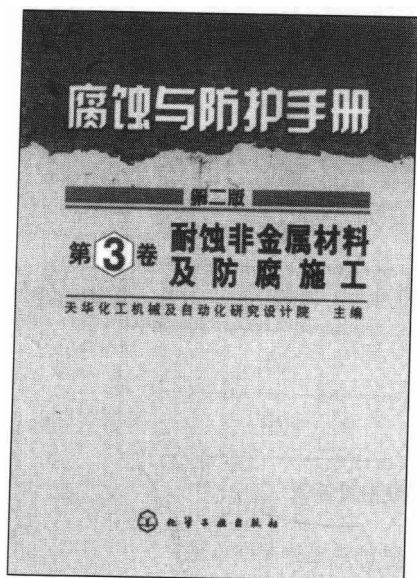 腐蚀与防护手册
第二版
第3卷
耐蚀非金属材料
及防腐施工
天华化工机械及自动化研究设计院 主编
化学工业出版社